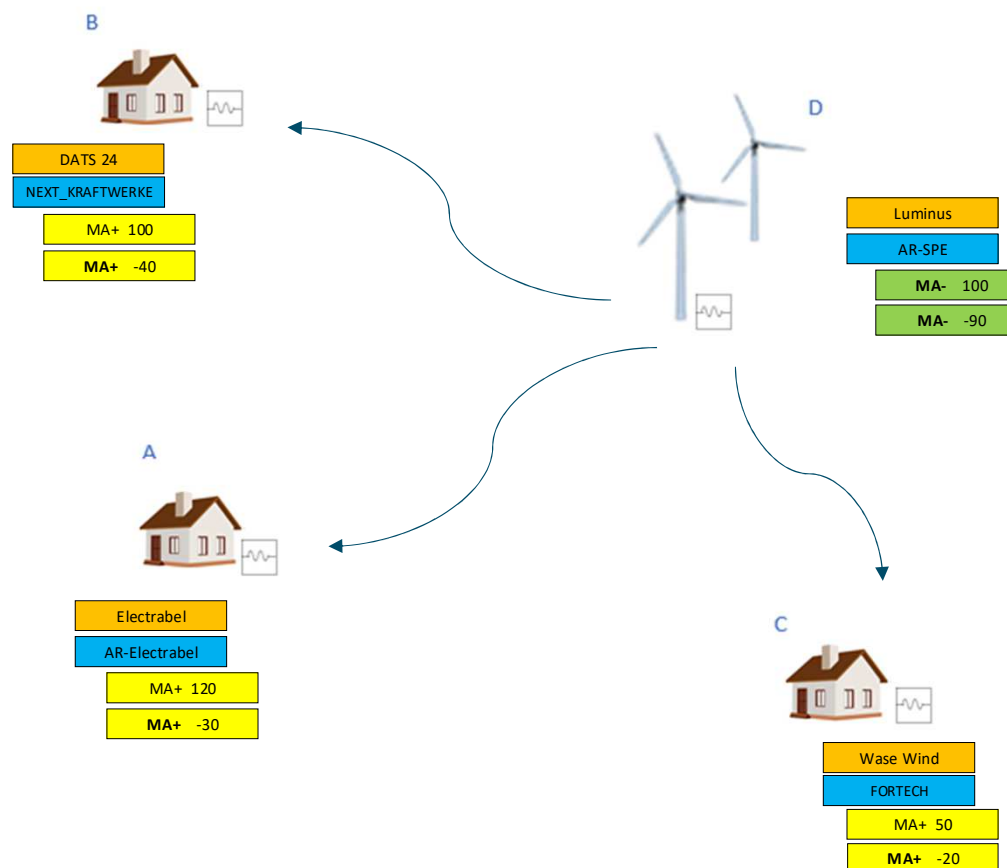 B
DATS 24
NEXT_KRAFTWERKE
MA+ 100
MA+ -40
D
Luminus
AR-SPE
MA- 100
MA- -90
A
Electrabel
AR-Electrabel
MA+ 120
MA+ -30
C
Wase Wind
FORTECH
MA+ 50
MA+ -20